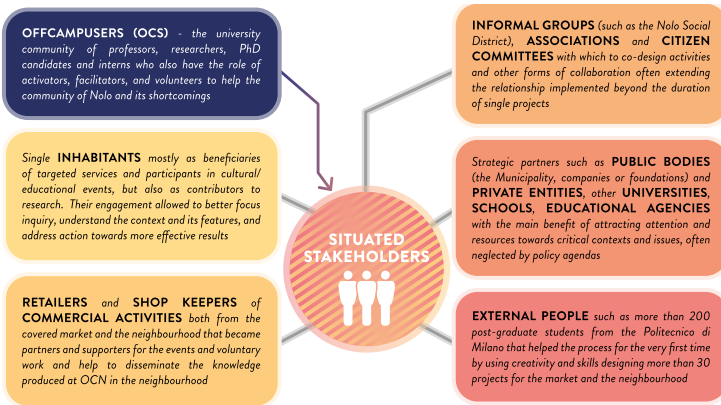 OFFCAMPUSERS (OCS) - the university
community of professors, researchers, PhD
candidates and interns who also have the role of
activators, facilitators, and volunteers to help the
community of Nolo and its shortcomings
Single INHABITANTS mostly as beneficiaries
of targeted services and participants in cultural/
educational events, but also as contributors to
research. Their engagement allowed to better focus
inquiry, understand the context and its features, and
address action towards more effective results
RETAILERS and SHOP KEEPERS of
COMMERCIAL ACTIVITIES both from the
covered market and the neighbourhood that became
partners and supporters for the events and voluntary
work and help to disseminate the knowledge
produced at OCN in the neighbourhood
SITUATED
STAKEHOLDERS
INFORMAL GROUPS (such as the Nolo Social
District), ASSOCIATIONS and CITIZEN
COMMITTEES with which to co-design activities
and other forms of collaboration often extending
the relationship implemented beyond the duration
of single projects
Strategic partners such as PUBLIC BODIES
(the Municipality, companies or foundations) and
PRIVATE ENTITIES, other UNIVERSITIES,
SCHOOLS, EDUCATIONAL AGENCIES
with the main benefit of attracting attention and
resources towards critical contexts and issues, often
neglected by policy agendas
EXTERNAL PEOPLE such as more than 200
post-graduate students from the Politecnico di
Milano that helped the process for the very first time
by using creativity and skills designing more than 30
projects for the market and the neighbourhood